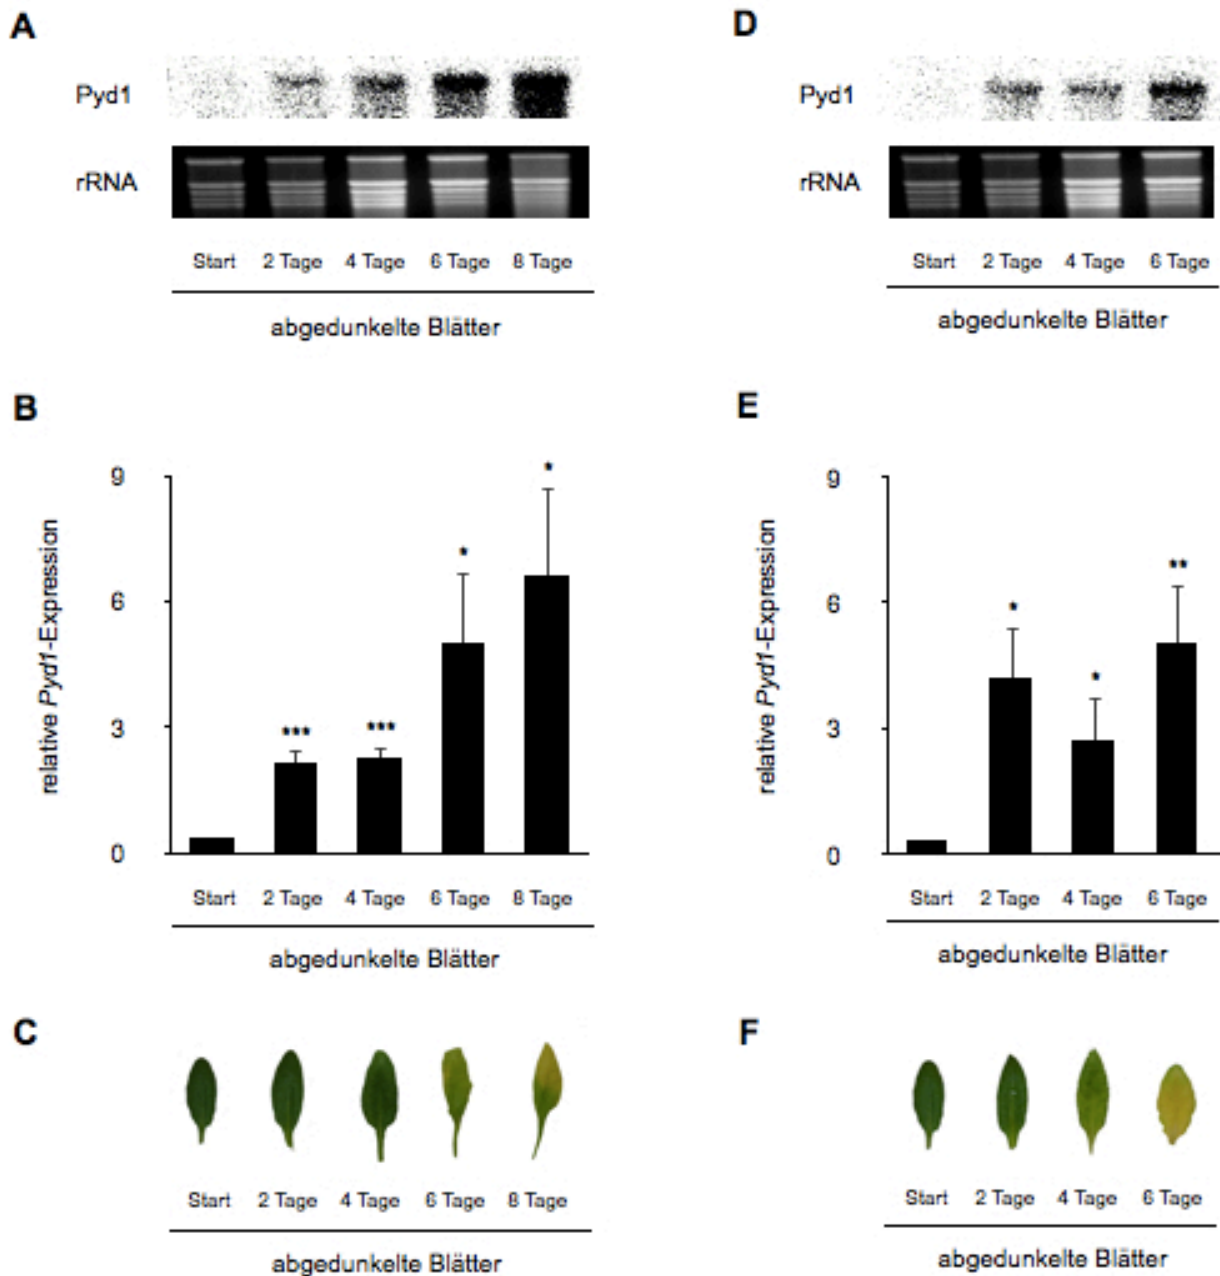 A
Pyd1
rRNA
Start 2 Tage 4 Tage 6 Tage 8 Tage
abgedunkelte Blätter
B
relative Pyd1-Expression
9
6
3
0
*** *** * *
Start 2 Tage 4 Tage 6 Tage 8 Tage
abgedunkelte Blätter
C
Start 2 Tage 4 Tage 6 Tage 8 Tage
abgedunkelte Blätter
D
Pyd1
rRNA
Start 2 Tage 4 Tage 6 Tage
abgedunkelte Blätter
E
relative Pyd1-Expression
9
6
3
0
* * **
Start 2 Tage 4 Tage 6 Tage
abgedunkelte Blätter
F
Start 2 Tage 4 Tage 6 Tage
abgedunkelte Blätter